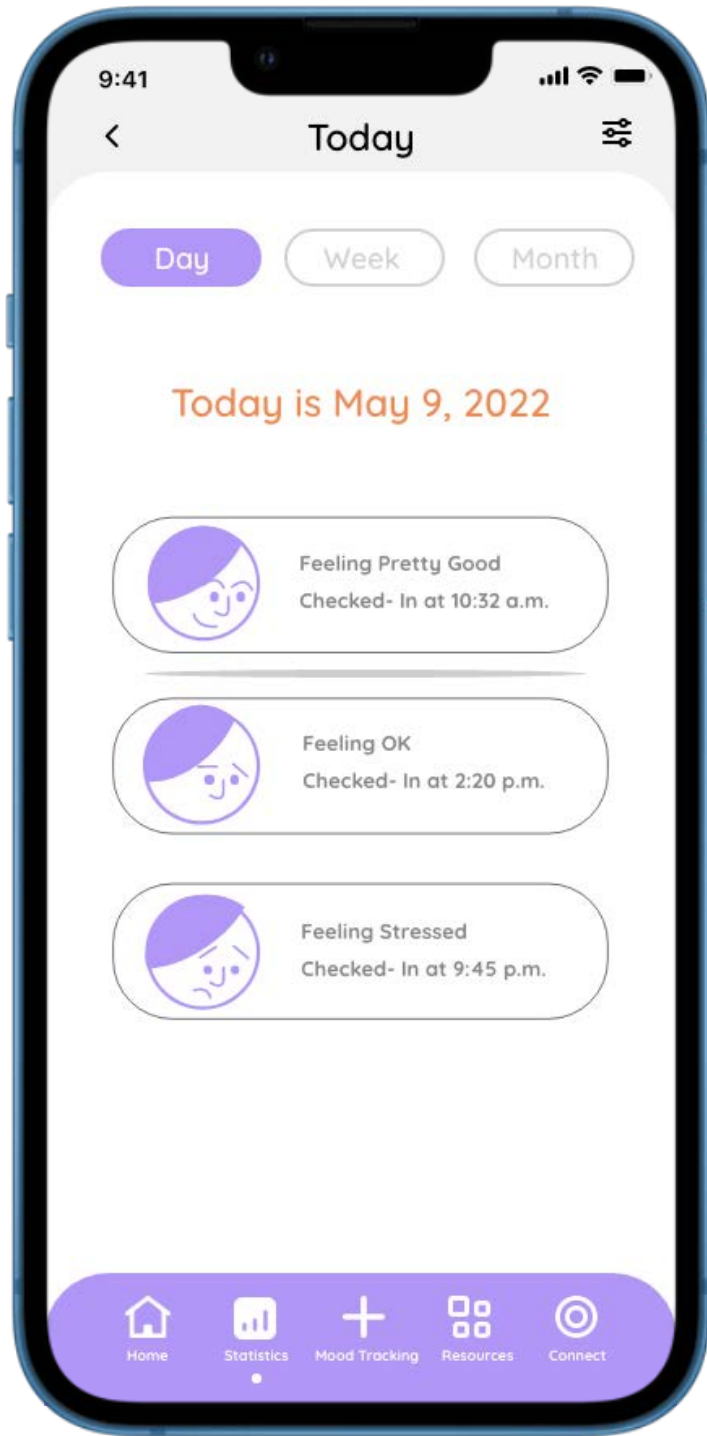 9:41
Today
Day Week Month
Today is May 9, 2022
Feeling Pretty Good
Checked- In at 10:32 a.m.
Feeling OK
Checked- In at 2:20 p.m.
Feeling Stressed
Checked- In at 9:45 p.m.
Home Statistics Mood Tracking Resources Connect